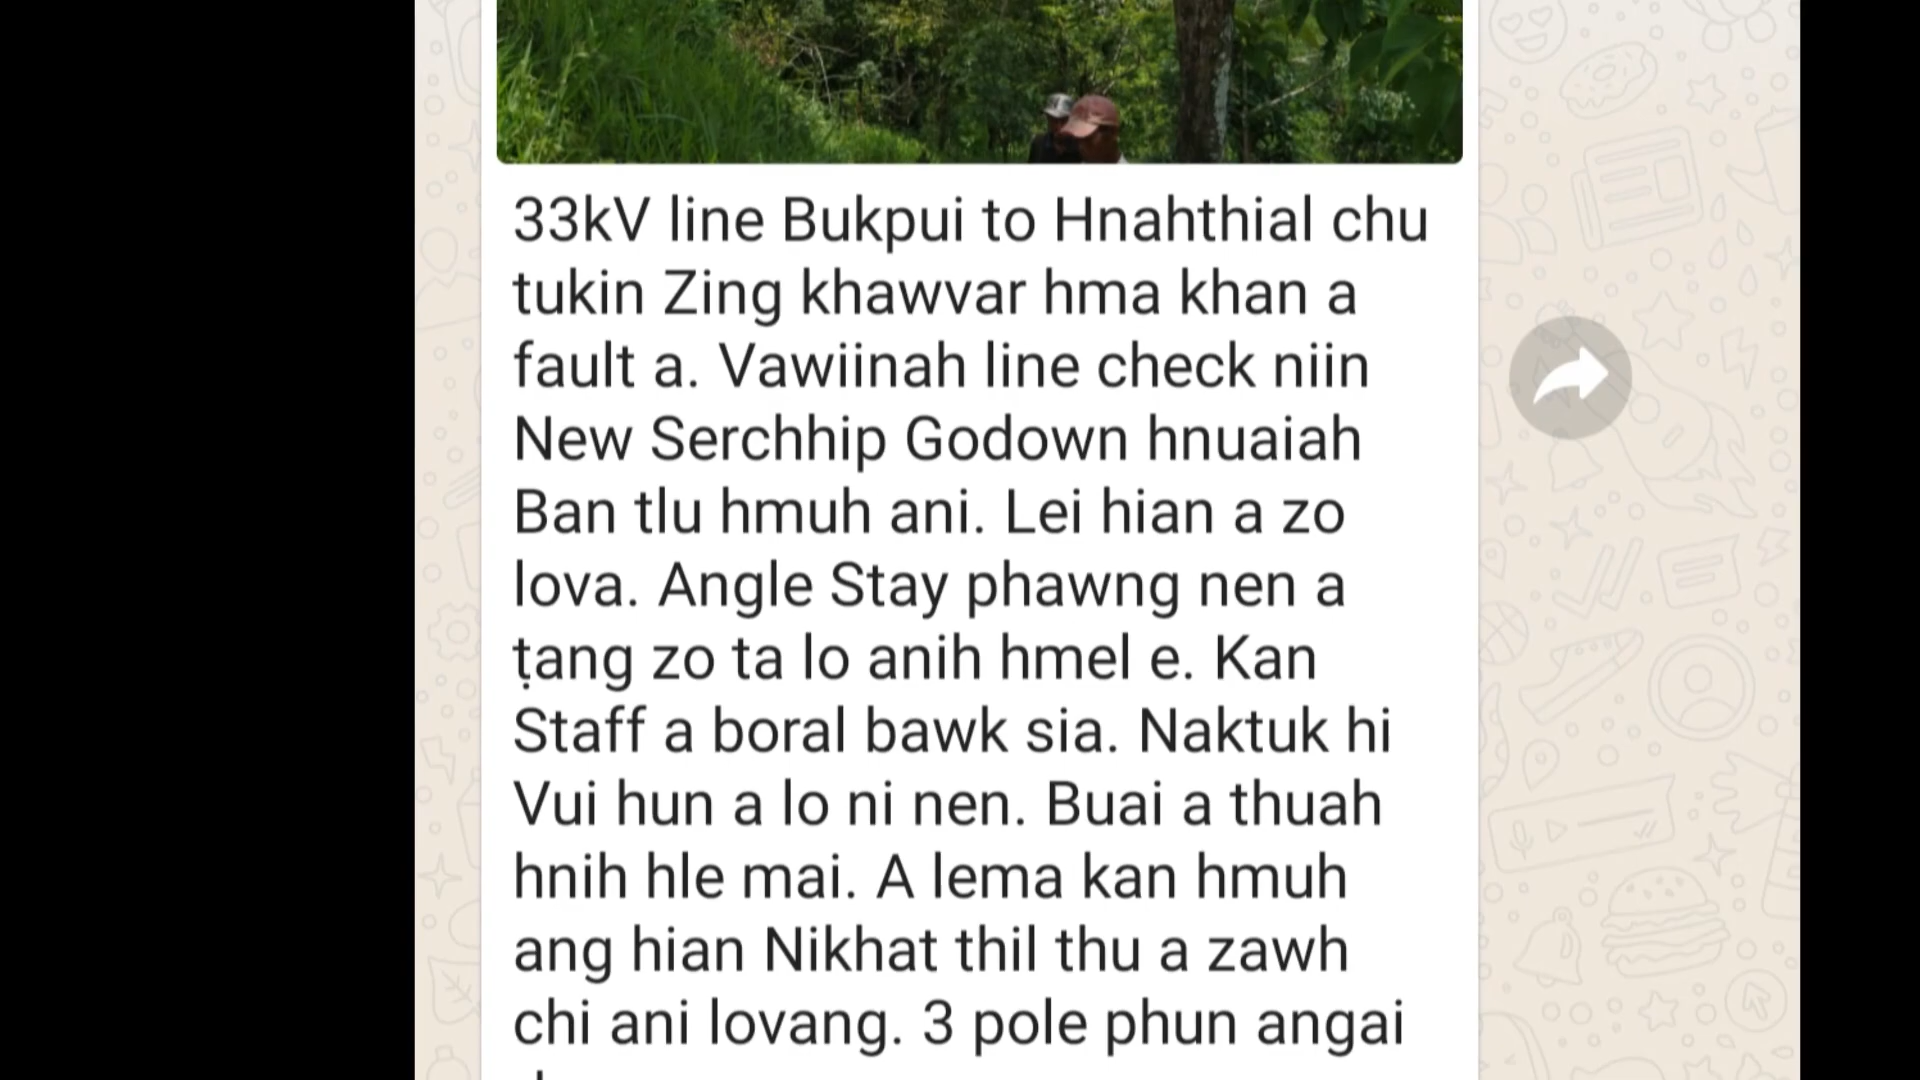 33kV line Bukpui to Hnahthial chu
tukin Zing khawvar hma khan a
fault a. Vawiinah line check niin
New Serchhip Godown hnuaiah
Ban tlu hmuh ani. Lei hian a zo
lova. Angle Stay phawng nen a
ṭang zo ta lo anih hmel e. Kan
Staff a boral bawk sia. Naktuk hi
Vui hun a lo ni nen. Buai a thuah
hnih hle mai. A lema kan hmuh
ang hian Nikhat thil thu a zawh
chi ani lovang. 3 pole phun angai